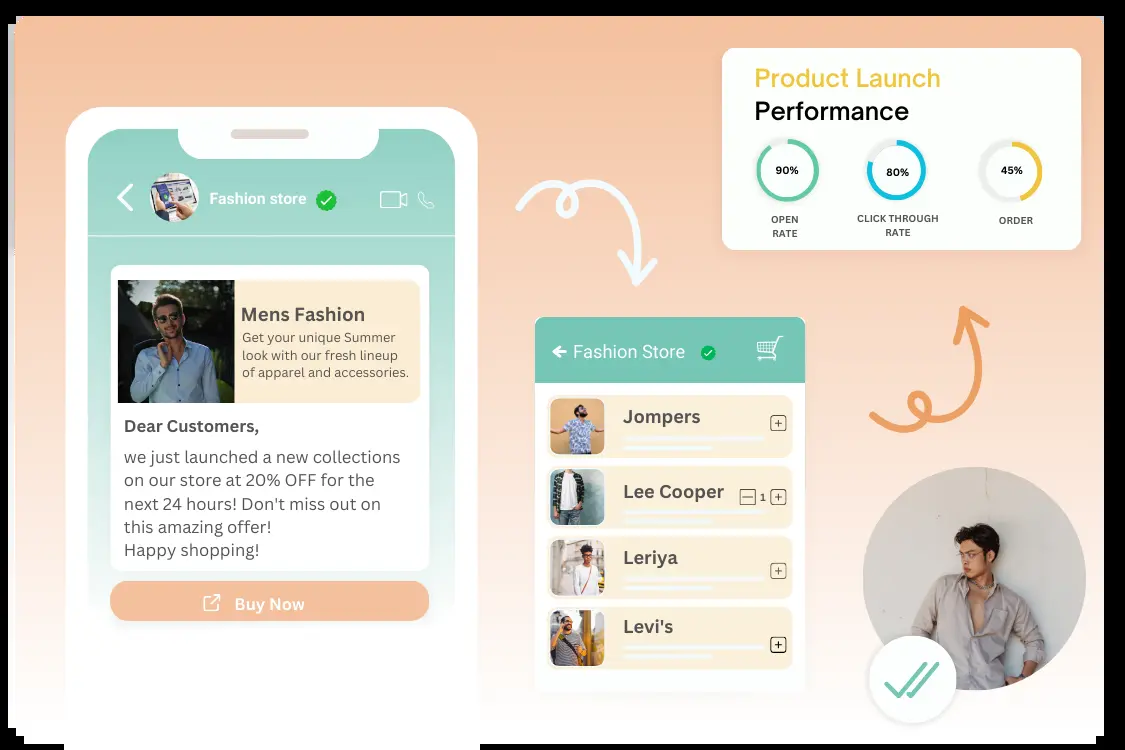 Fashion store
Mens Fashion
Get your unique Summer
look with our fresh lineup
of apparel and accessories.
Dear Customers,
we just launched a new collections
on our store at 20% OFF for the
next 24 hours! Don't miss out on
this amazing offer!
Happy shopping!
Buy Now
Fashion Store
Jompers
Lee Cooper
1
Leriya
Levi's
Product Launch
Performance
90%
80%
45%
OPEN
RATE
CLICK THROUGH
RATE
ORDER